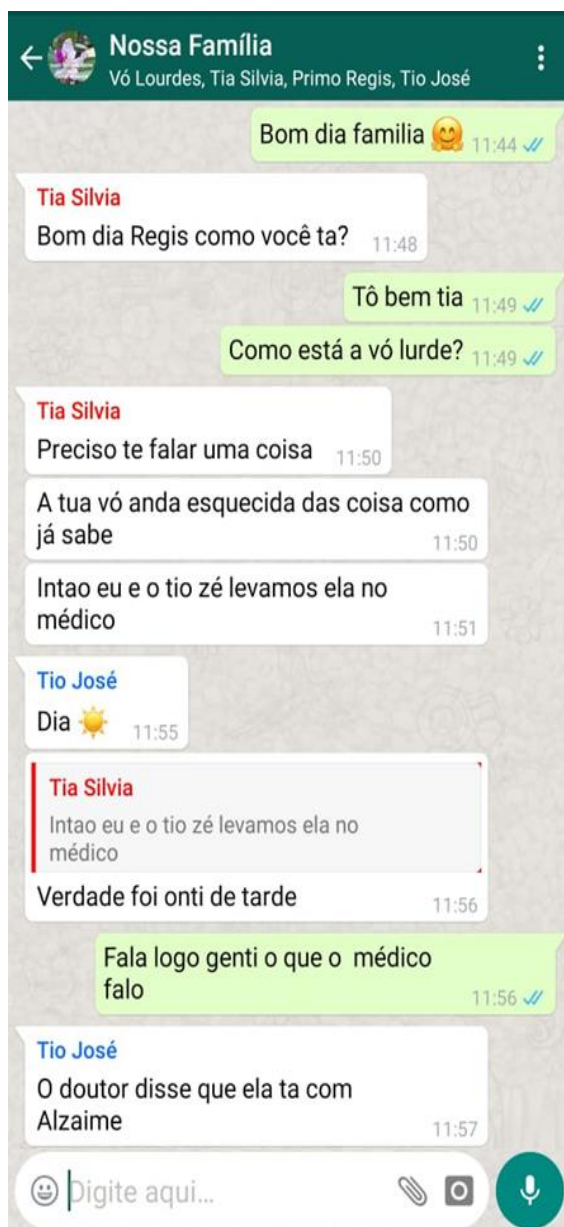 Nossa Família
Vó Lourdes, Tia Silvia, Primo Regis, Tio José
Bom dia familia 🤗 11:44
Tia Silvia
Bom dia Regis como você ta? 11:48
Tô bem tia 11:49
Como está a vó lurde? 11:49
Tia Silvia
Preciso te falar uma coisa 11:50
A tua vó anda esquecida das coisa como
já sabe 11:50
Intao eu e o tio zé levamos ela no
médico 11:51
Tio José
Dia ☀️ 11:55
Tia Silvia
Intao eu e o tio zé levamos ela no
médico
Verdade foi onti de tarde 11:56
Fala logo genti o que o médico
falo 11:56
Tio José
O doutor disse que ela ta com
Alzaime 11:57
Digite aqui...